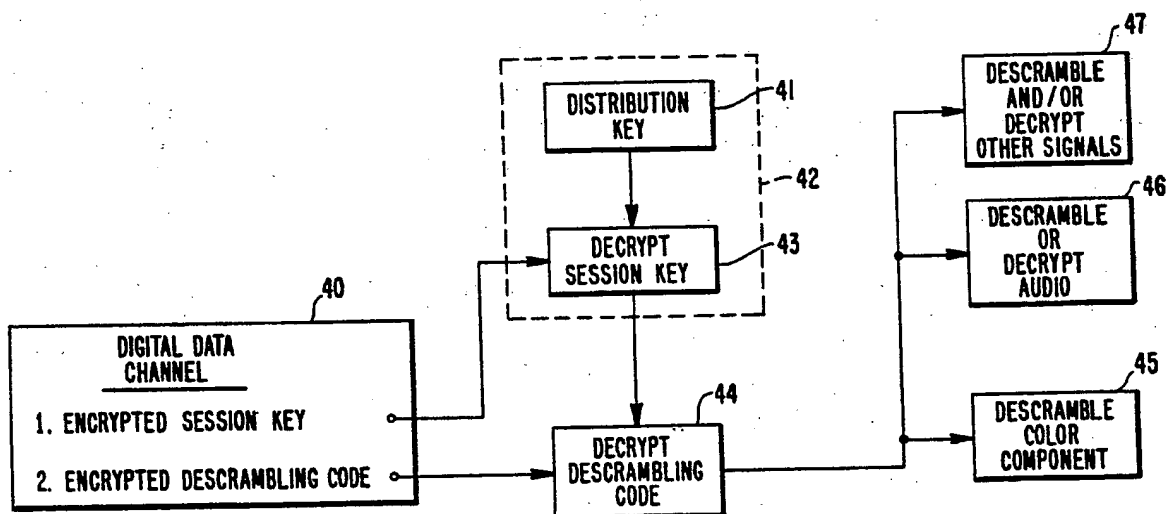 41
DISTRIBUTION
KEY
42
DECRYPT
SESSION KEY
43
40
DIGITAL DATA
CHANNEL
1. ENCRYPTED SESSION KEY
2. ENCRYPTED DESCRAMBLING CODE
44
DECRYPT
DESCRAMBLING
CODE
47
DESCRAMBLE
AND/OR
DECRYPT
OTHER SIGNALS
46
DESCRAMBLE
OR
DECRYPT
AUDIO
45
DESCRAMBLE
COLOR
COMPONENT